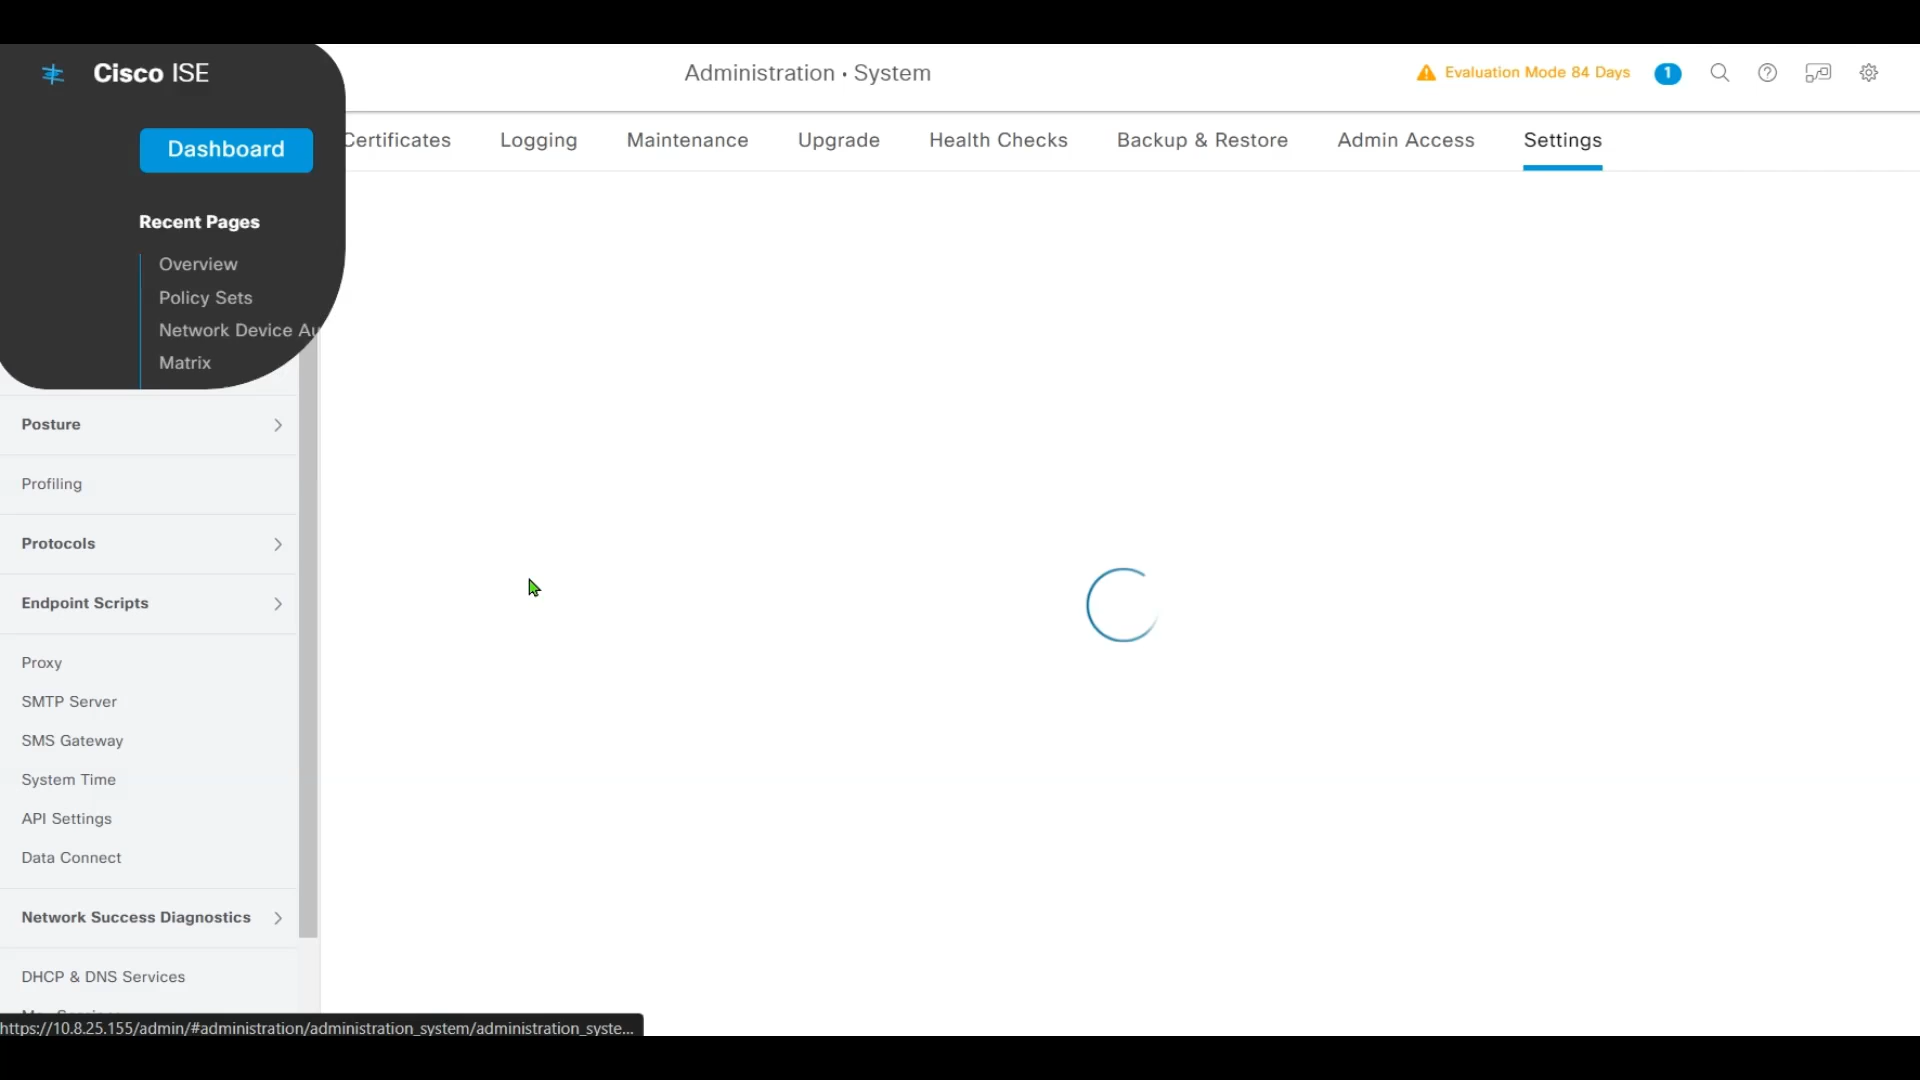 Cisco ISE
Administration · System
Evaluation Mode 84 Days
1
Dashboard
Certificates
Logging
Maintenance
Upgrade
Health Checks
Backup & Restore
Admin Access
Settings
Recent Pages
Overview
Policy Sets
Network Device Au
Matrix
Posture
Profiling
Protocols
Endpoint Scripts
Proxy
SMTP Server
SMS Gateway
System Time
API Settings
Data Connect
Network Success Diagnostics
DHCP & DNS Services
https://10.8.25.155/admin/#administration/administration_system/administration_syste...